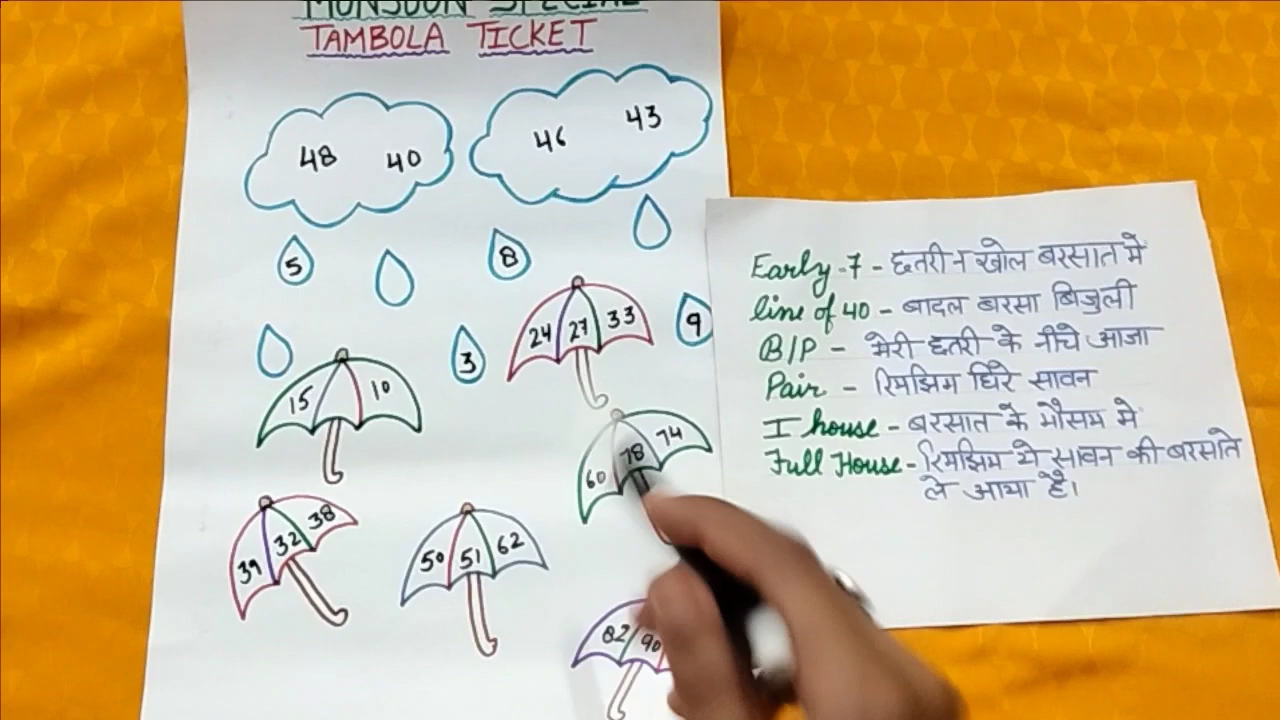 MONSOON SPECIAL
TAMBOLA TICKET
48 40
46 43
5
8
9
3
24 27 33
15 10
60 78 74
39 32 38
50 51 62
82 90
Early-7 - छतरी न खोल बरसात में
line of 40 - बादल बरसा बिजुली
B/P - मेरी छतरी के नीचे आजा
Pair - रिमझिम घिरे सावन
I house - बरसात के मौसम में
Full House - रिमझिम ये सावन की बरसाते
ले आया है।